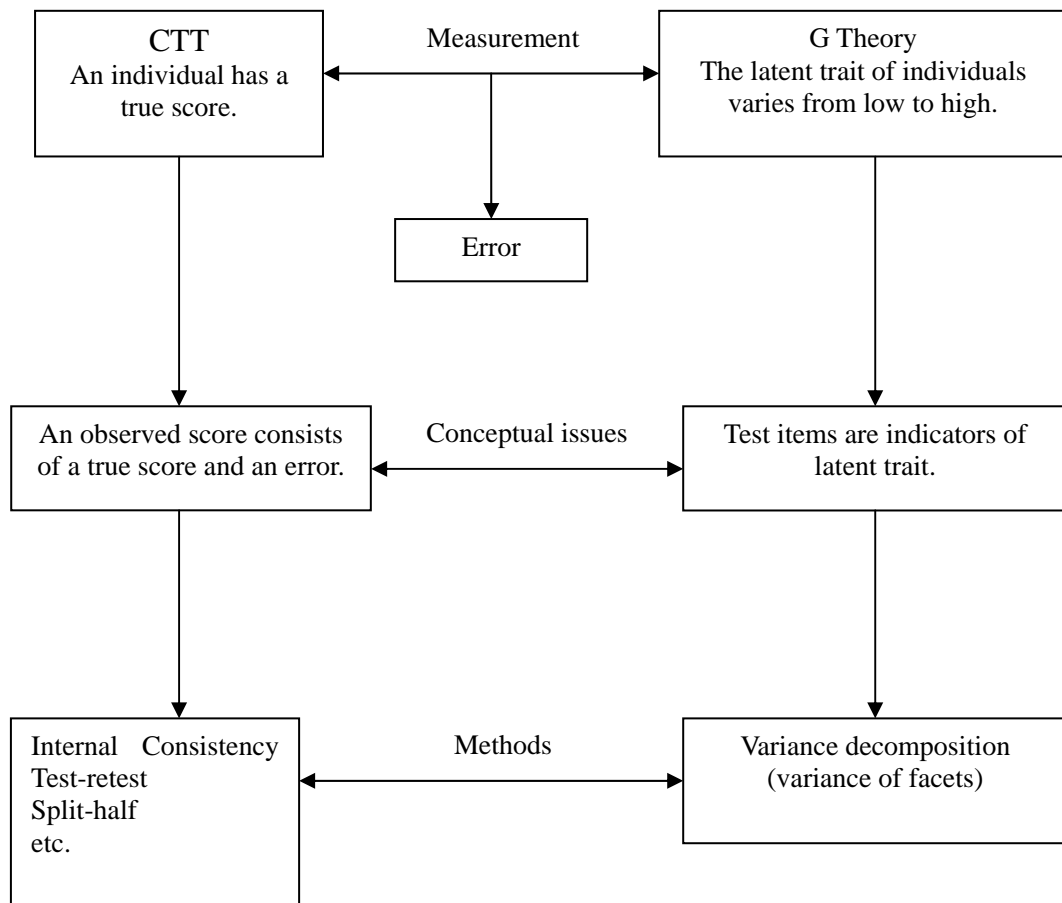 CTT
An individual has a
true score.
Measurement
G Theory
The latent trait of individuals
varies from low to high.
Error
An observed score consists
of a true score and an error.
Conceptual issues
Test items are indicators of
latent trait.
Internal Consistency
Test-retest
Split-half
etc.
Methods
Variance decomposition
(variance of facets)